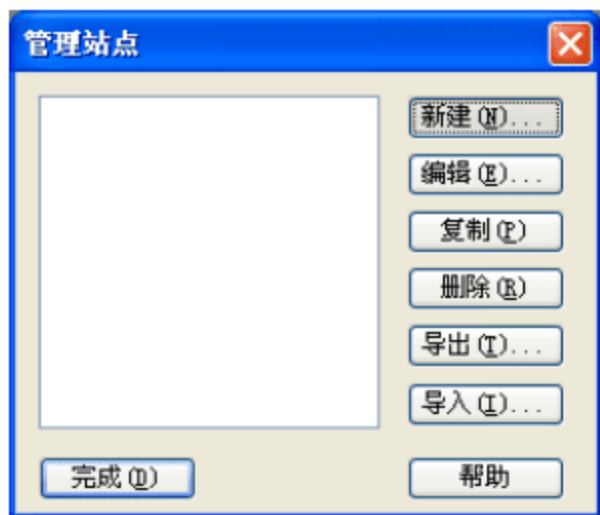 管理站点
新建(N)...
编辑(E)...
复制(P)
删除(R)
导出(T)...
导入(I)...
完成(D)
帮助